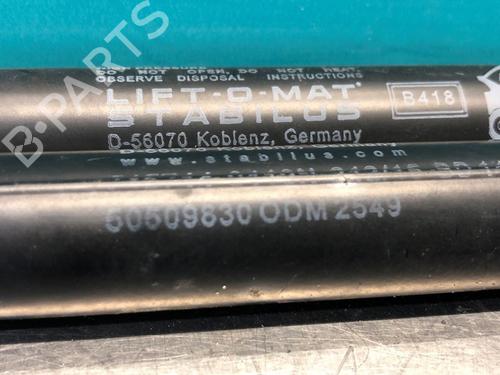 DO NOT OPEN, DO NOT HEAT.
OBSERVE DISPOSAL INSTRUCTIONS
LIFT-O-MAT
STABILUS
B418
D-56070 Koblenz, Germany
www.stabilus.com
50509830 ODM 2549
B-PARTS